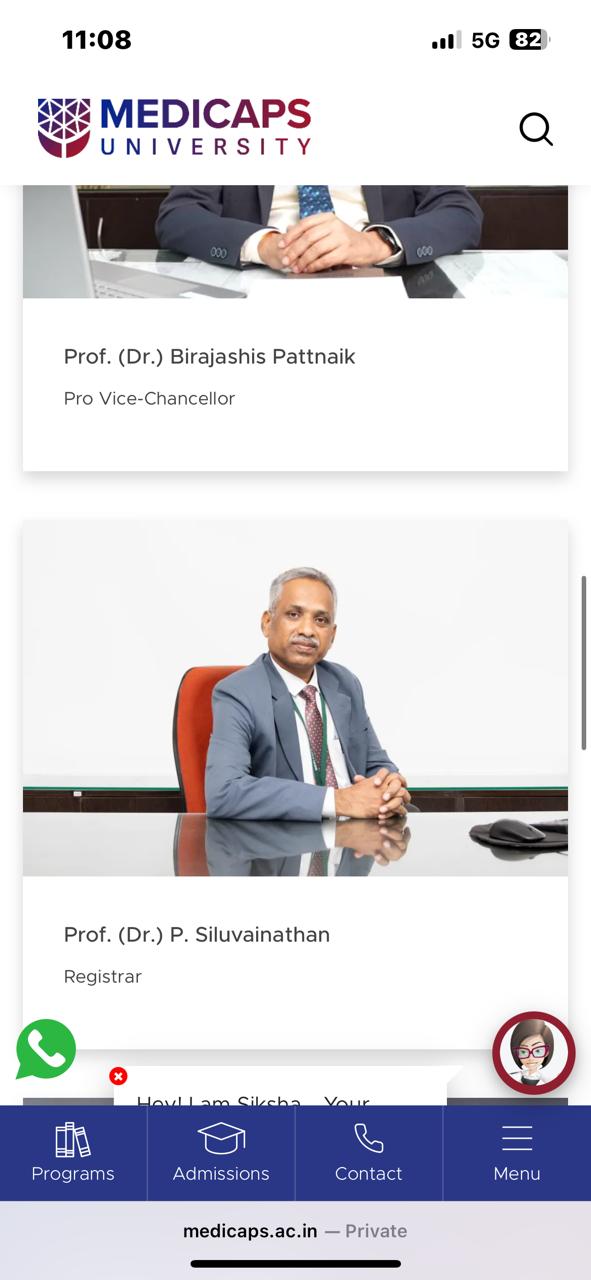 11:08
5G 82
MEDICAPS
UNIVERSITY
Prof. (Dr.) Birajashis Pattnaik
Pro Vice-Chancellor
Prof. (Dr.) P. Siluvainathan
Registrar
Hey! I am Siksha Your
Programs
Admissions
Contact
Menu
medicaps.ac.in — Private